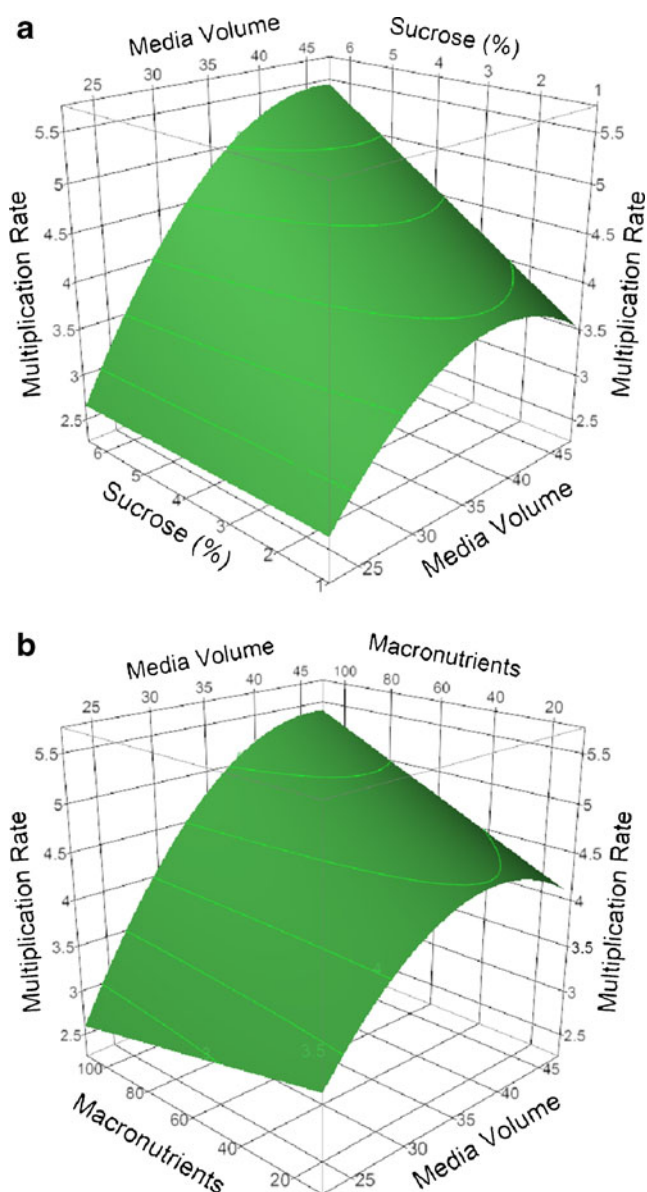 a
Media Volume
Sucrose (%)
25 30 35 40 45 6 5 4 3 2 1
Multiplication Rate
5.5 5 4.5 4 3.5 3 2.5
5.5 5 4.5 4 3.5 3 2.5
Multiplication Rate
6 5 4 3 2 1
Sucrose (%)
25 30 35 40 45
Media Volume
b
Media Volume
Macronutrients
25 30 35 40 45 100 80 60 40 20
Multiplication Rate
5.5 5 4.5 4 3.5 3 2.5
5.5 5 4.5 4 3.5 3 2.5
Multiplication Rate
4
3 3.5
100 80 60 40 20
Macronutrients
25 30 35 40 45
Media Volume